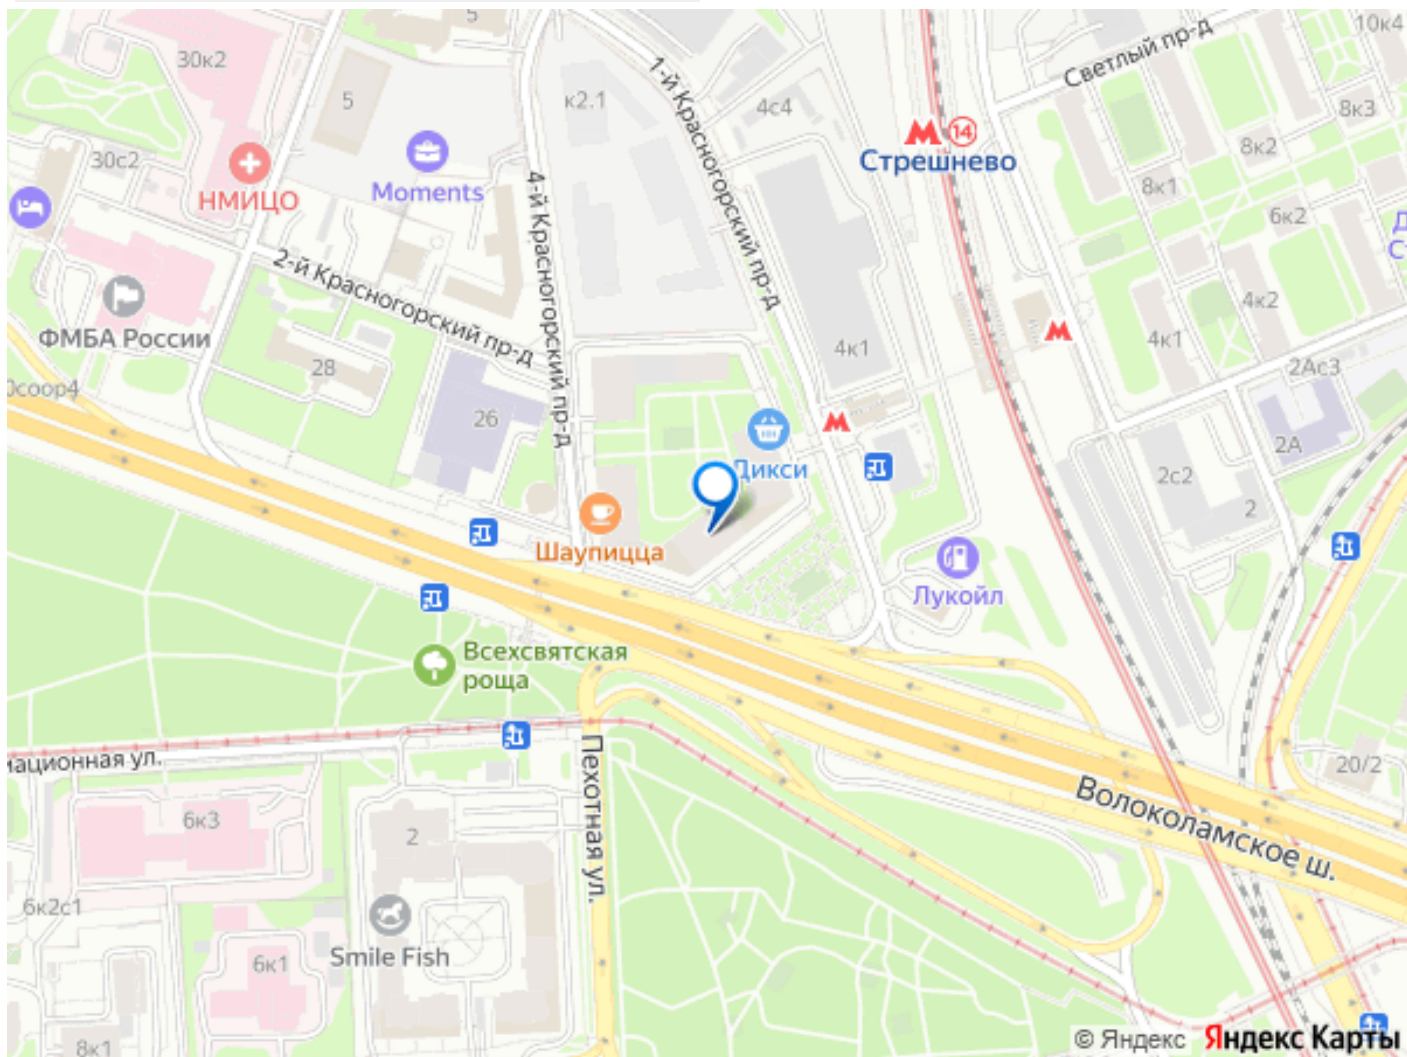 5
10к4
30к2
Светлый пр-д
5
к2.1
1-й Красногорский пр-д
4с4
8к3
14
Стрешнево
8к2
30с2
НМИЦО
Moments
4-й Красногорский пр-д
8к1
6к2
2-й Красногорский пр-д
4к2
ФМБА России
28
4к1
4к1
2Ас3
26
Дикси
2А
2с2
2
Шаупицца
Лукойл
Всехсвятская
роща
Пехотная ул.
20/2
Волоколамское ш.
6к3
2
6к2с1
Smile Fish
6к1
8к1
© Яндекс Яндекс Карты